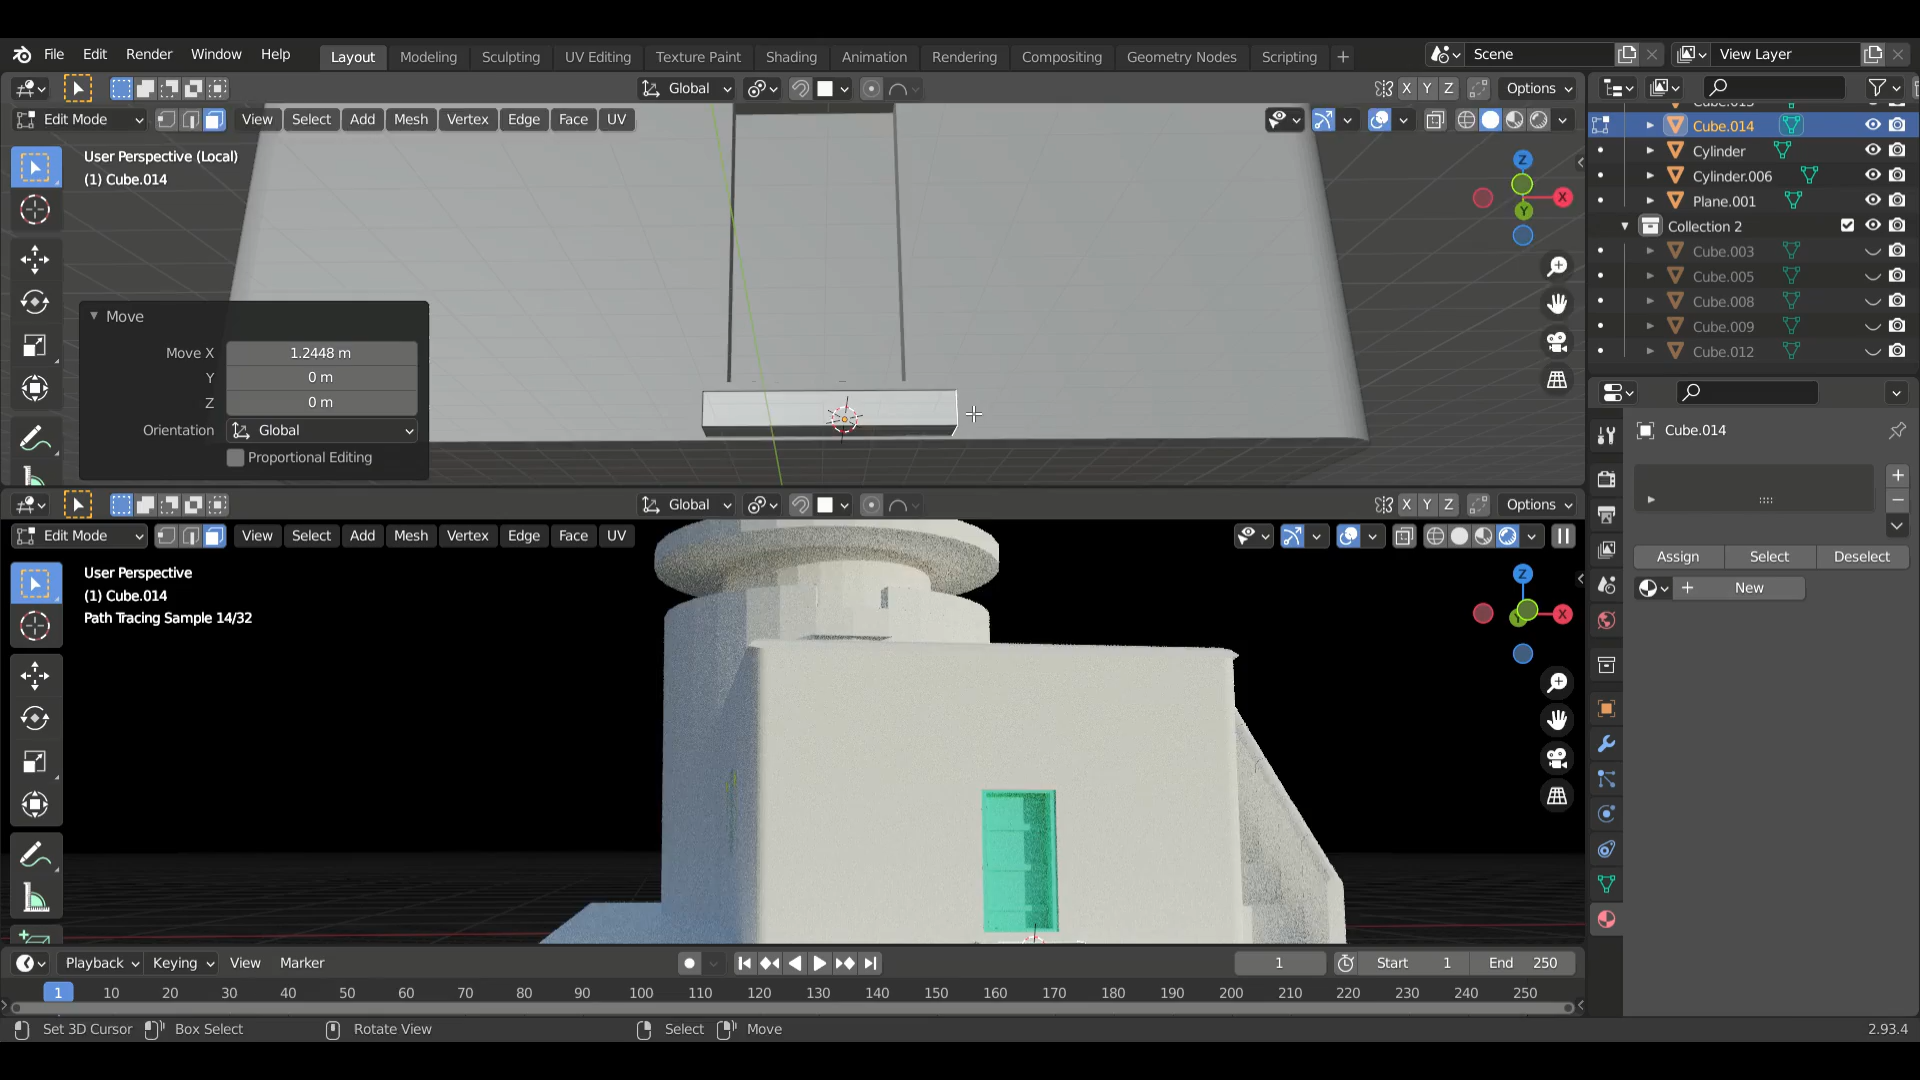 File Edit Render Window Help Layout Modeling Sculpting UV Editing Texture Paint Shading Animation Rendering Compositing Geometry Nodes Scripting + Scene View Layer
Global X Y Z Options
Edit Mode View Select Add Mesh Vertex Edge Face UV
User Perspective (Local)
(1) Cube.014
Z
X
Y
Move
Move X 1.2448 m
Y 0 m
Z 0 m
Orientation Global
Proportional Editing
Cube.014
Cylinder
Cylinder.006
Plane.001
Collection 2
Cube.003
Cube.005
Cube.008
Cube.009
Cube.012
Cube.014
Assign Select Deselect
New
Global X Y Z Options
Edit Mode View Select Add Mesh Vertex Edge Face UV
User Perspective
(1) Cube.014
Path Tracing Sample 14/32
Z
X
Y
Playback Keying View Marker 1 Start 1 End 250
1 10 20 30 40 50 60 70 80 90 100 110 120 130 140 150 160 170 180 190 200 210 220 230 240 250
Set 3D Cursor Box Select Rotate View Select Move 2.93.4